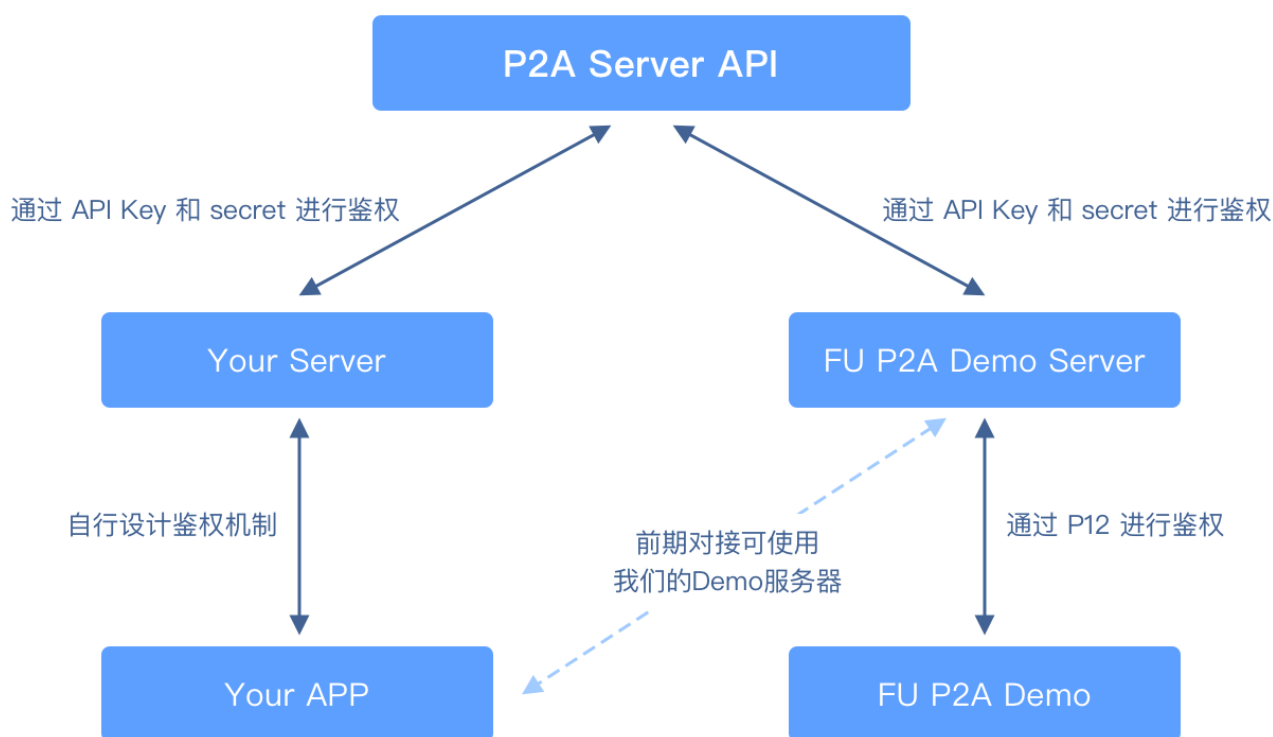 P2A Server API
通过 API Key 和 secret 进行鉴权
通过 API Key 和 secret 进行鉴权
Your Server
FU P2A Demo Server
自行设计鉴权机制
前期对接可使用
我们的Demo服务器
通过 P12 进行鉴权
Your APP
FU P2A Demo